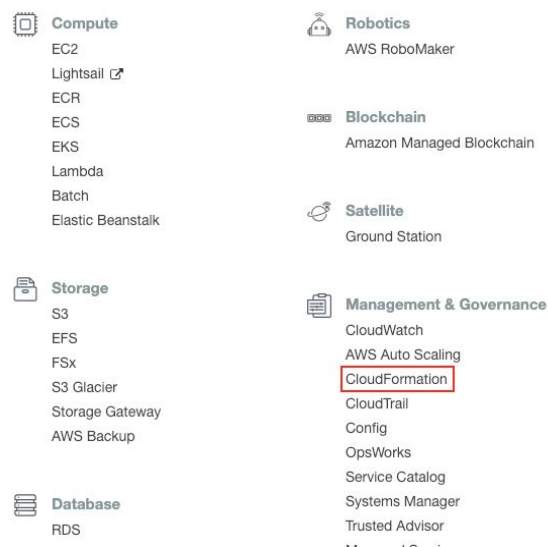 Compute
EC2
Lightsail
ECR
ECS
EKS
Lambda
Batch
Elastic Beanstalk
Storage
S3
EFS
FSx
S3 Glacier
Storage Gateway
AWS Backup
Database
RDS
Robotics
AWS RoboMaker
Blockchain
Amazon Managed Blockchain
Satellite
Ground Station
Management & Governance
CloudWatch
AWS Auto Scaling
CloudFormation
CloudTrail
Config
OpsWorks
Service Catalog
Systems Manager
Trusted Advisor